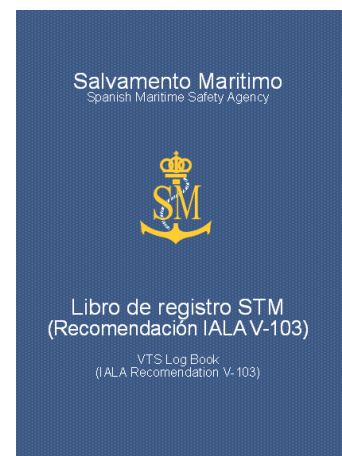 Salvamento Maritimo
Spanish Maritime Safety Agency
SM
Libro de registro STM
(Recomendación IALA V-103)
VTS Log Book
(IALA Recomendation V-103)